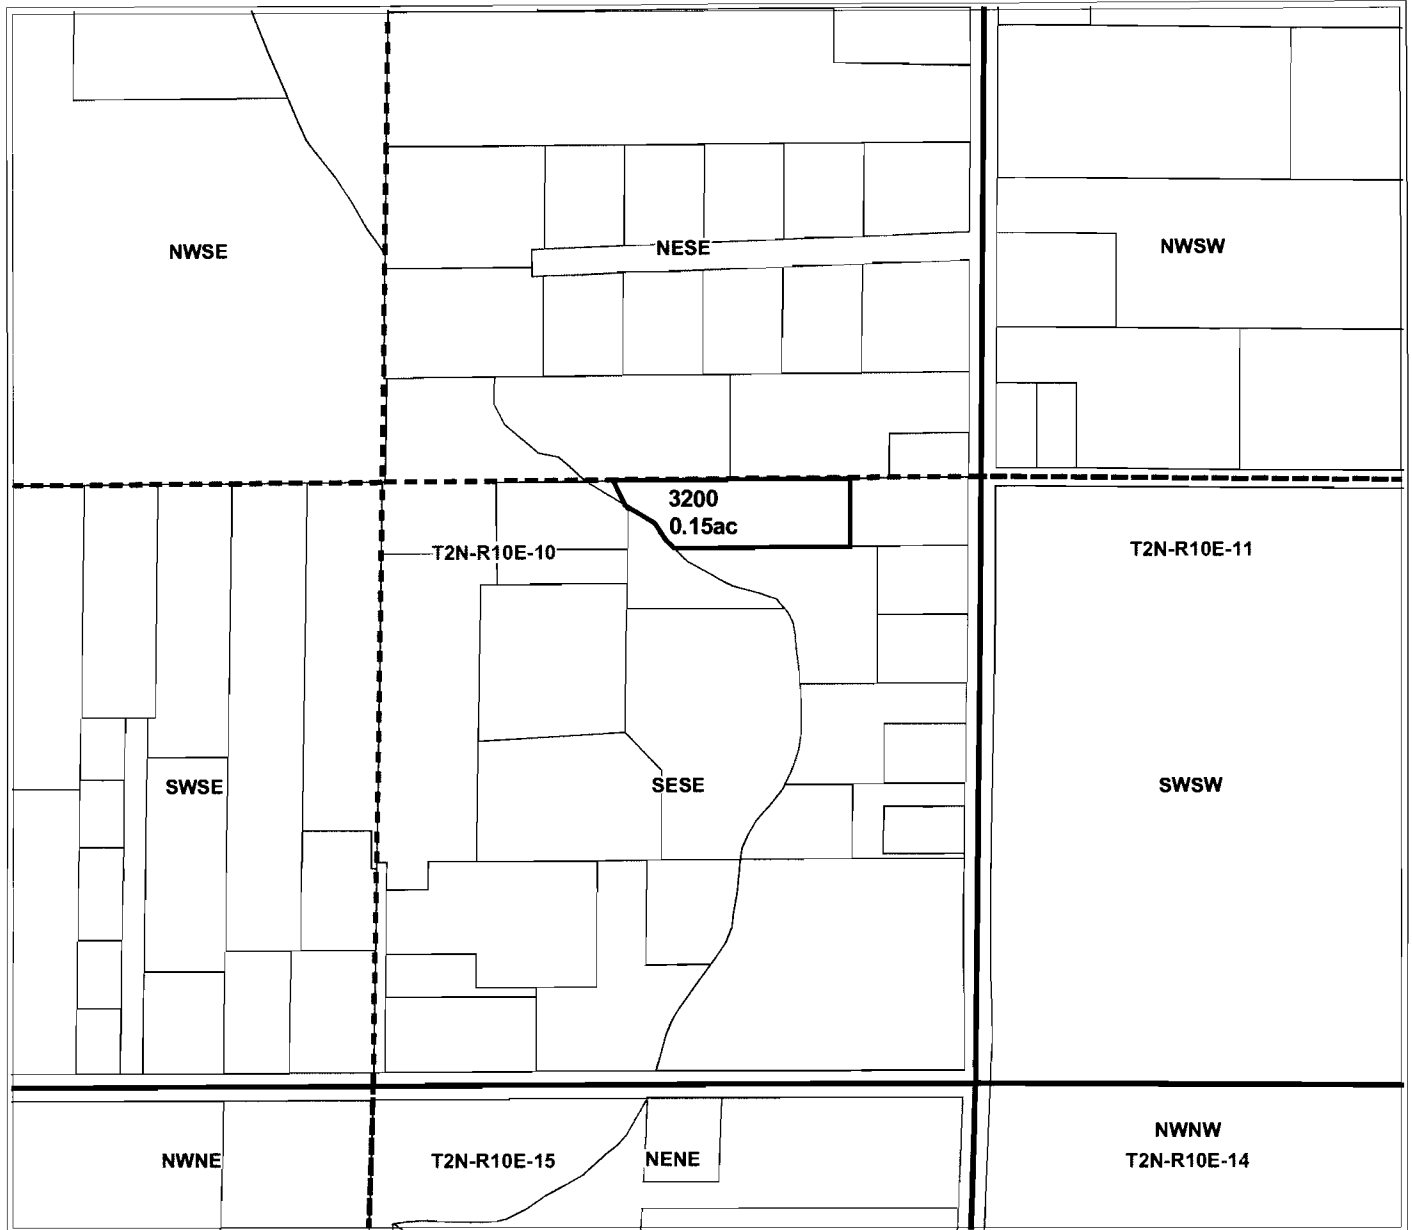 NWSE
NESE
NWSW
3200
0.15ac
T2N-R10E-10
T2N-R10E-11
SWSE
SESE
SWSW
NWNE
T2N-R10E-15
NENE
NWNW
T2N-R10E-14